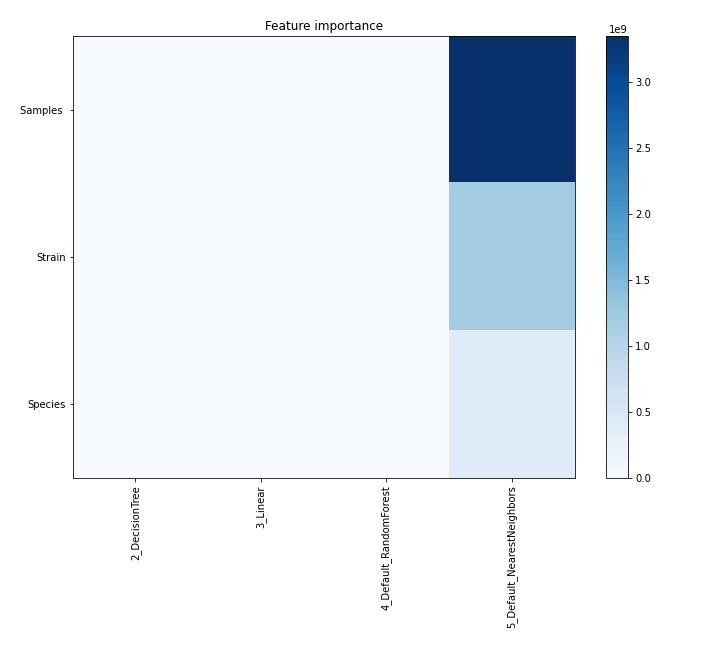 Feature importance
1e9
Samples
Strain
Species
3.0
2.5
2.0
1.5
1.0
0.5
0.0
2_DecisionTree
3_Linear
4_Default_RandomForest
5_Default_NearestNeighbors